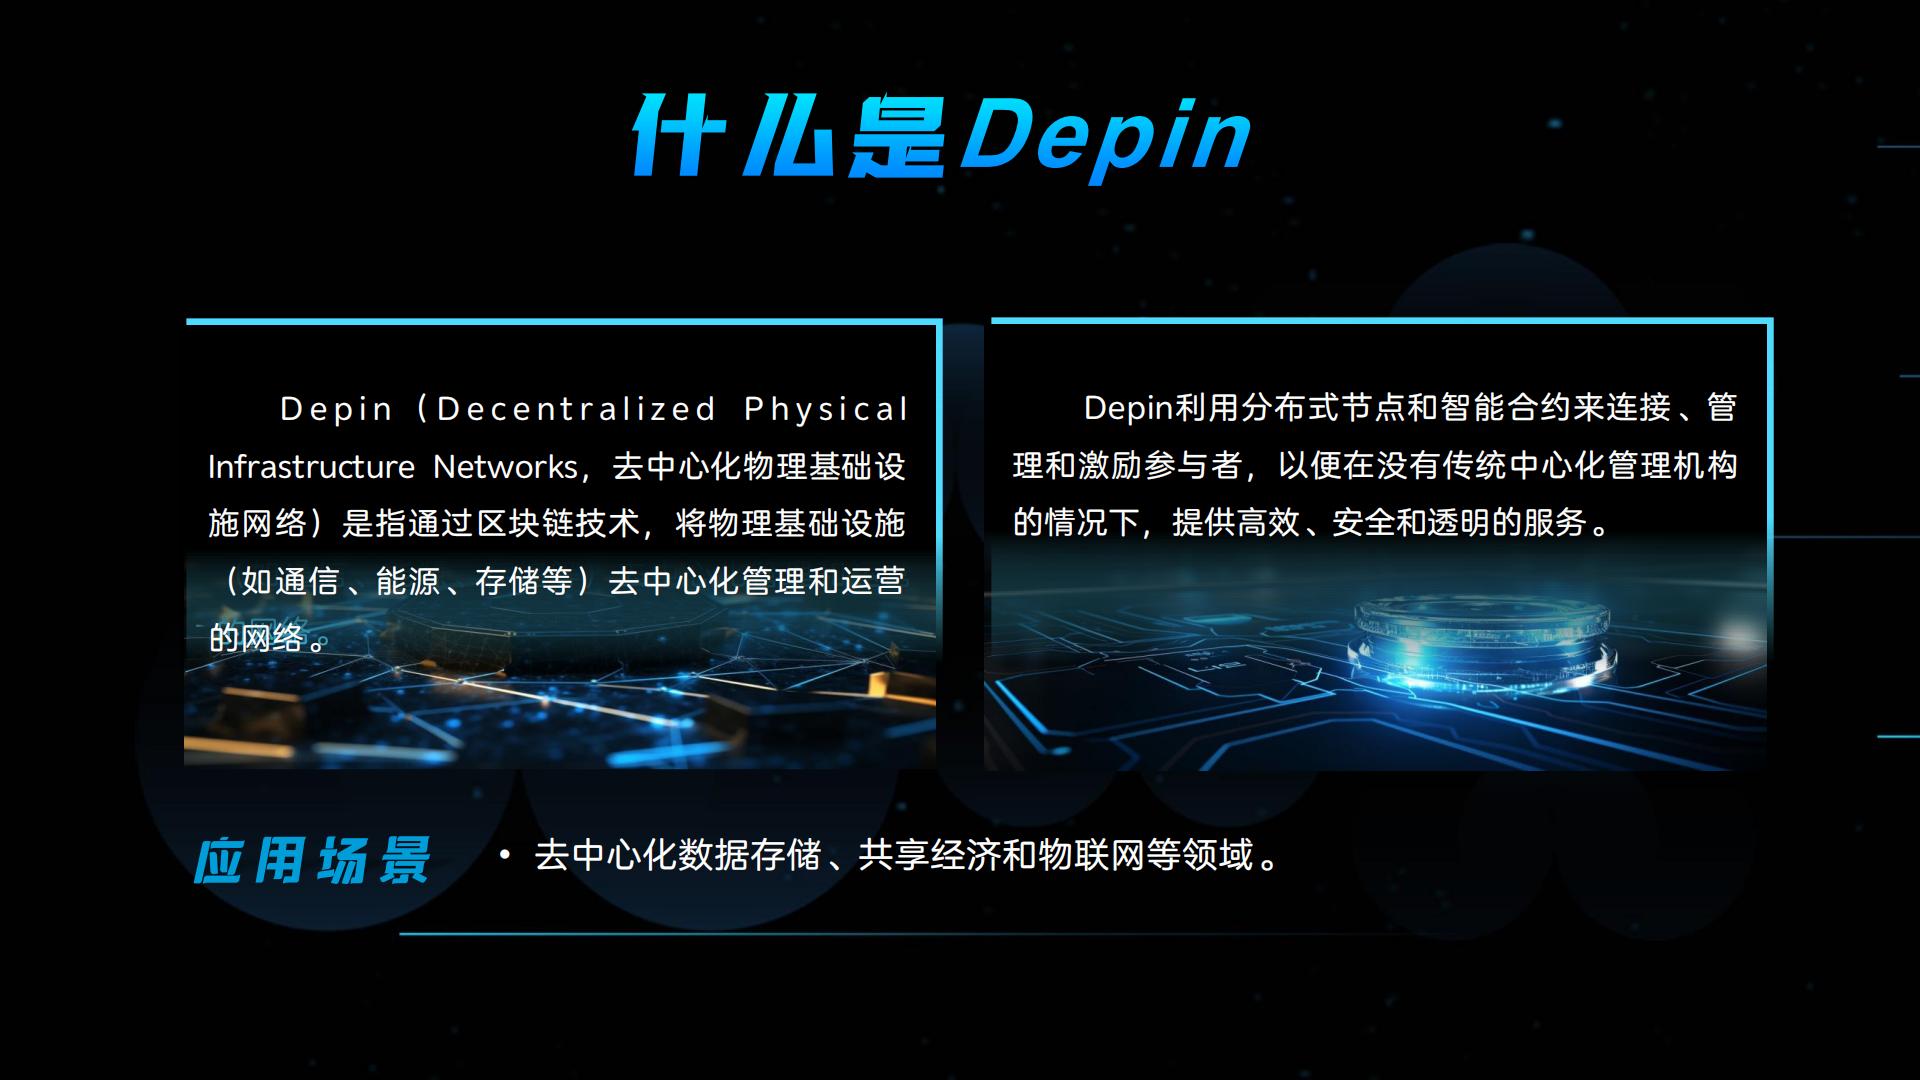 什么是Depin
Depin（Decentralized Physical
Infrastructure Networks，去中心化物理基础设
施网络）是指通过区块链技术，将物理基础设施
（如通信、能源、存储等）去中心化管理和运营
的网络。
Depin利用分布式节点和智能合约来连接、管
理和激励参与者，以便在没有传统中心化管理机构
的情况下，提供高效、安全和透明的服务。
应用场景
• 去中心化数据存储、共享经济和物联网等领域。